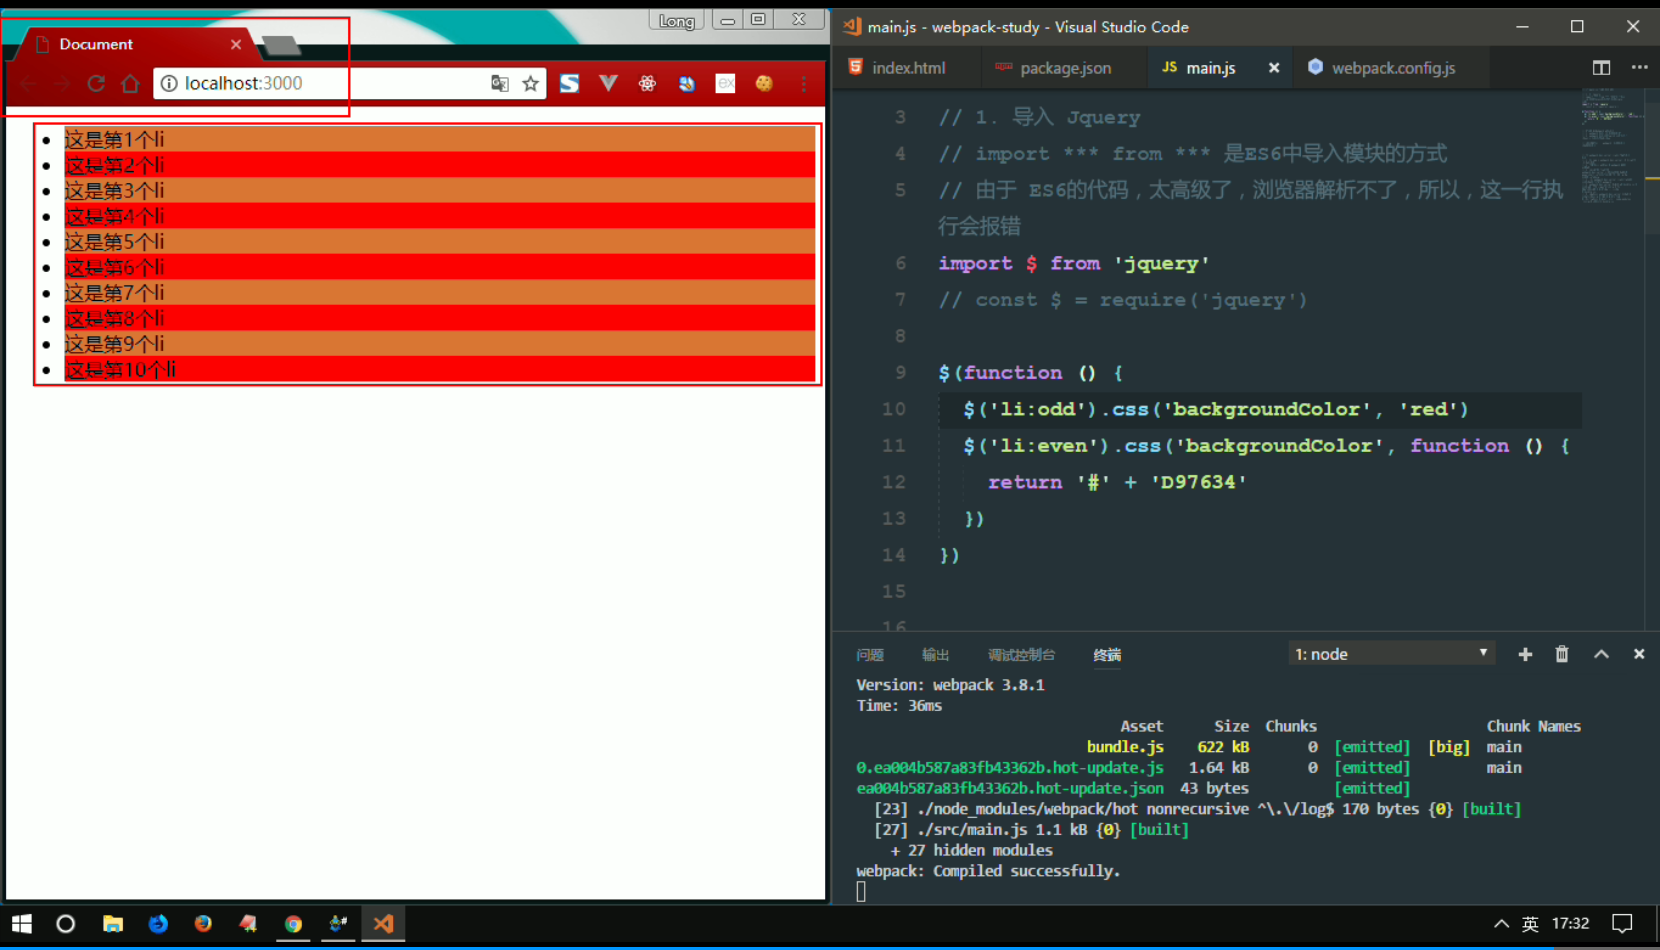 Long
Document
localhost:3000
ex
这是第1个li
这是第2个li
这是第3个li
这是第4个li
这是第5个li
这是第6个li
这是第7个li
这是第8个li
这是第9个li
这是第10个li
main.js - webpack-study - Visual Studio Code
index.html
package.json
JS main.js
webpack.config.js
3 // 1. 导入 Jquery
4 // import *** from *** 是ES6中导入模块的方式
5 // 由于 ES6的代码，太高级了，浏览器解析不了，所以，这一行执
行会报错
6 import $ from 'jquery'
7 // const $ = require('jquery')
8
9 $(function () {
10 $('li:odd').css('backgroundColor', 'red')
11 $('li:even').css('backgroundColor', function () {
12 return '#' + 'D97634'
13 })
14 })
15
16
问题 输出 调试控制台 终端 1: node
Version: webpack 3.8.1
Time: 36ms
Asset Size Chunks Chunk Names
bundle.js 622 kB 0 [emitted] [big] main
0.ea004b587a83fb43362b.hot-update.js 1.64 kB 0 [emitted] main
ea004b587a83fb43362b.hot-update.json 43 bytes [emitted]
[23] ./node_modules/webpack/hot nonrecursive ^\.\/log$ 170 bytes {0} [built]
[27] ./src/main.js 1.1 kB {0} [built]
+ 27 hidden modules
webpack: Compiled successfully.
英 17:32